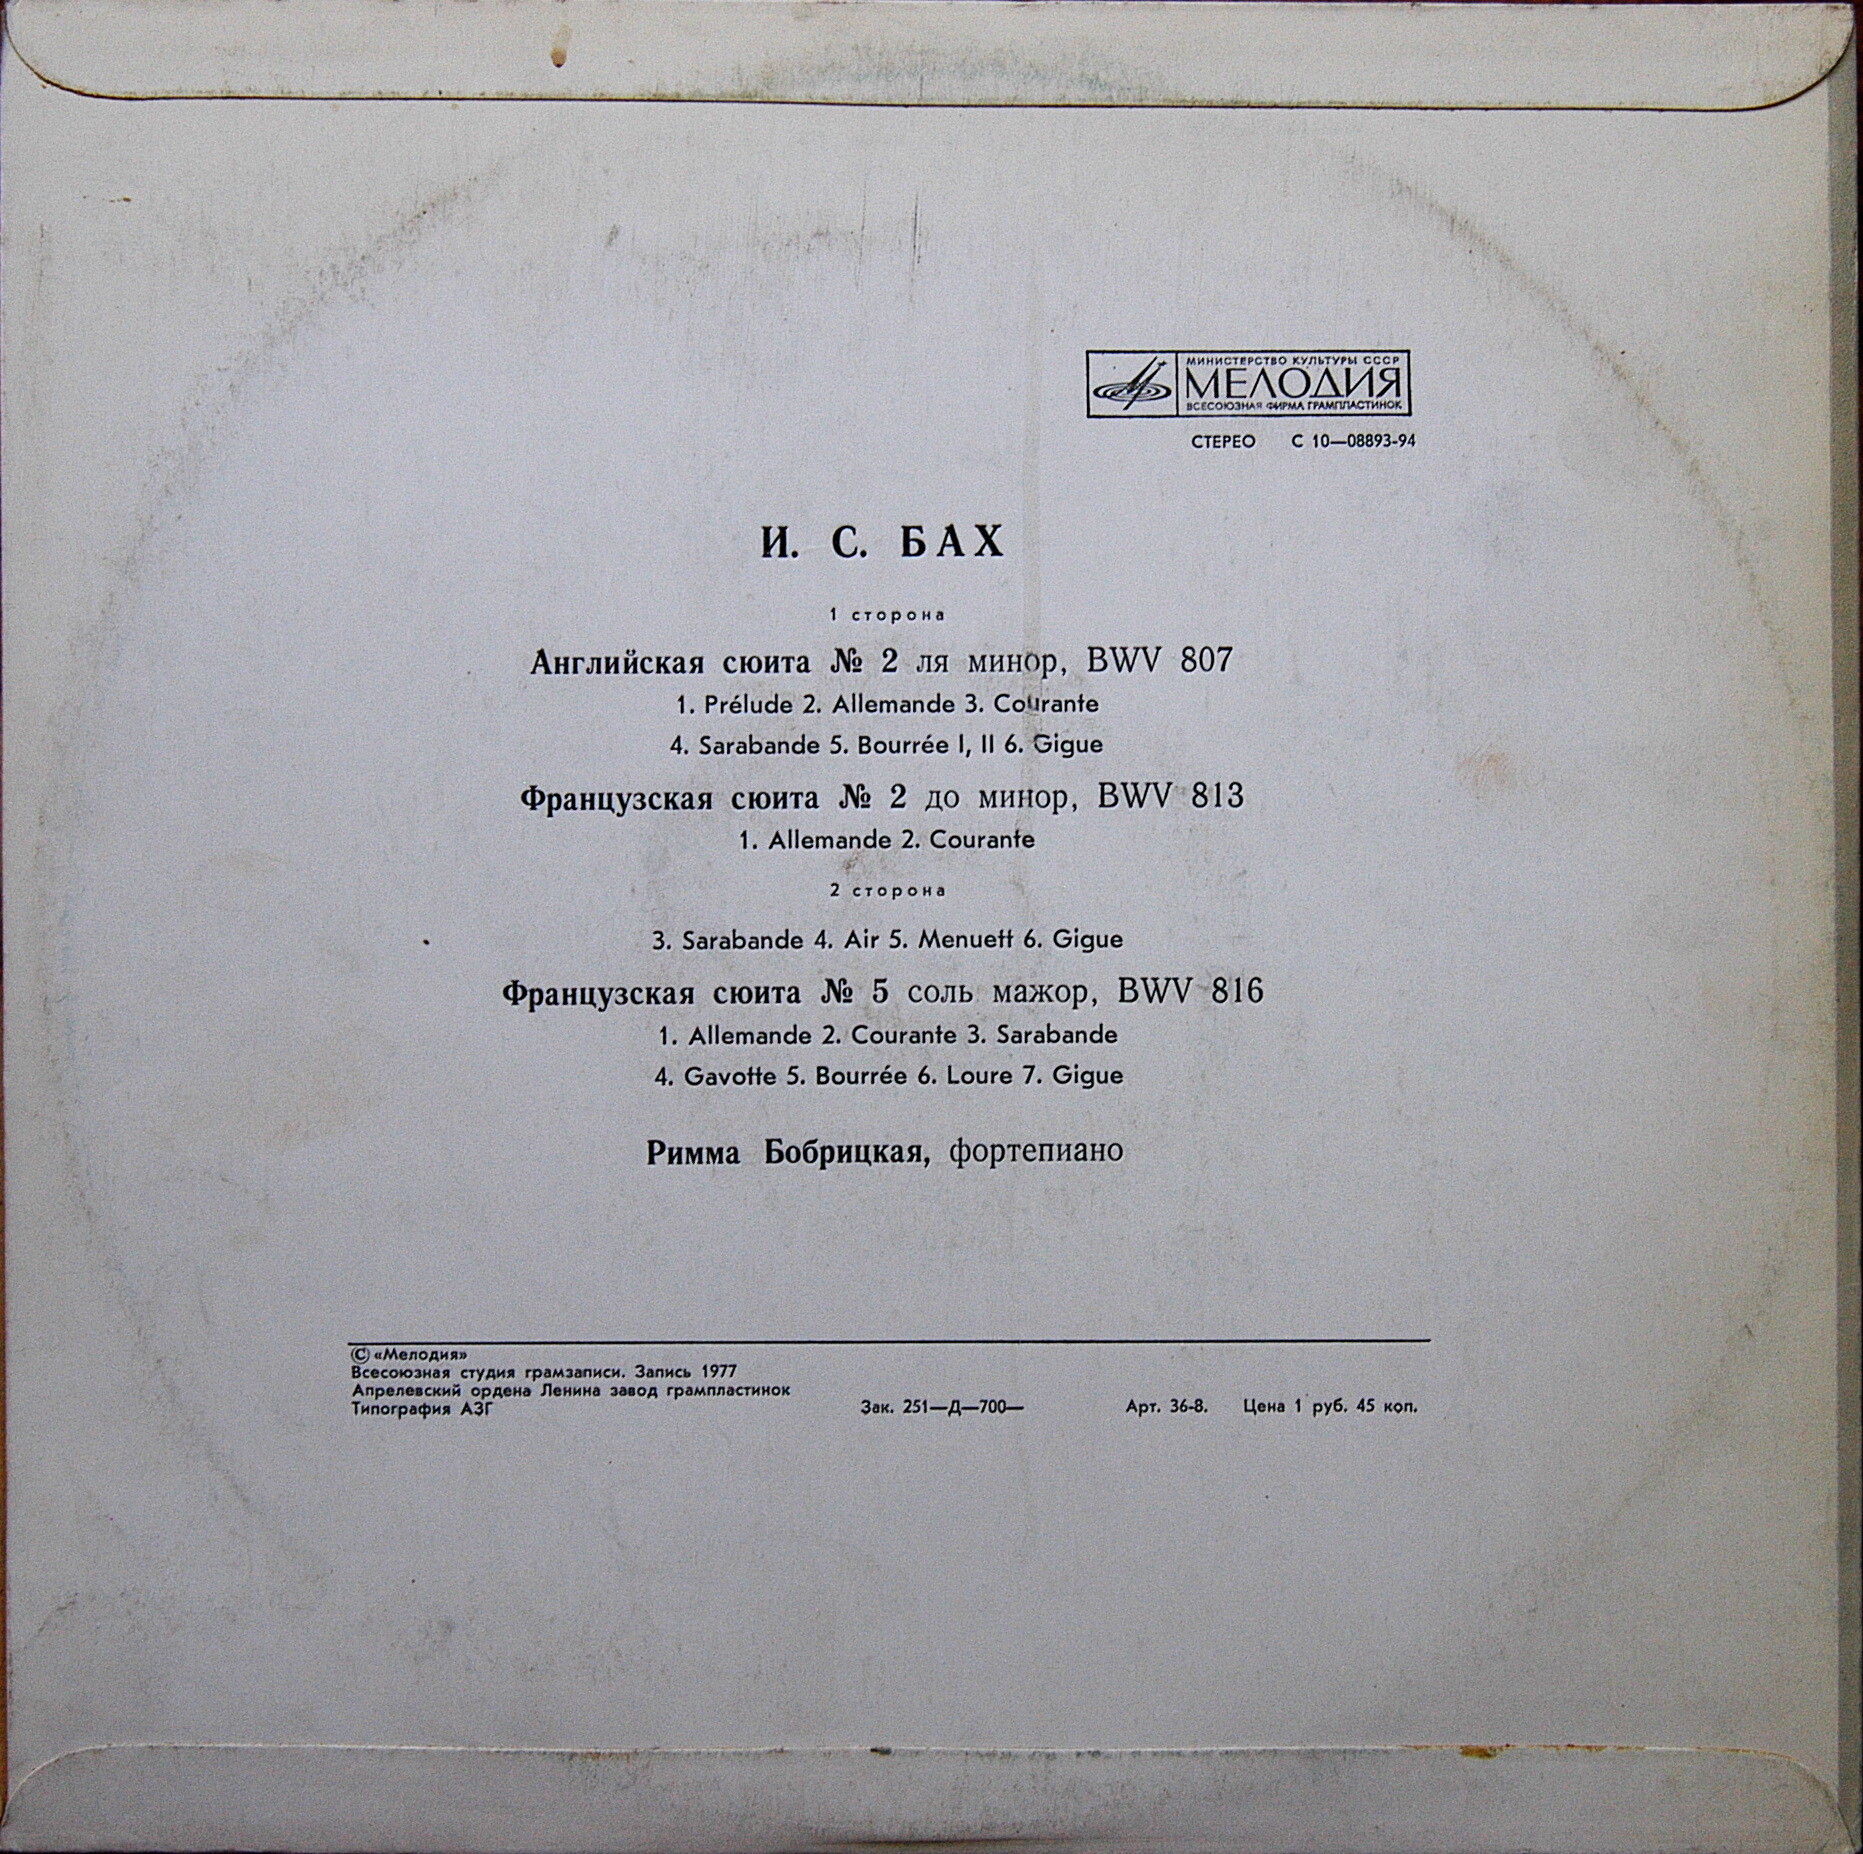 МИНИСТЕРСТВО КУЛЬТУРЫ СССР
МЕЛОДИЯ
ВСЕСОЮЗНАЯ ФИРМА ГРАМПЛАСТИНОК
СТЕРЕО С 10—08893-94
И. С. БАХ
1 сторона
Английская сюита № 2 ля минор, BWV 807
1. Prélude 2. Allemande 3. Courante
4. Sarabande 5. Bourrée I, II 6. Gigue
Французская сюита № 2 до минор, BWV 813
1. Allemande 2. Courante
2 сторона
3. Sarabande 4. Air 5. Menuett 6. Gigue
Французская сюита № 5 соль мажор, BWV 816
1. Allemande 2. Courante 3. Sarabande
4. Gavotte 5. Bourrée 6. Loure 7. Gigue
Римма Бобрицкая, фортепиано
© «Мелодия»
Всесоюзная студия грамзаписи. Запись 1977
Апрелевский ордена Ленина завод грампластинок
Типография АЗГ Зак. 251—Д—700— Арт. 36-8. Цена 1 руб. 45 коп.